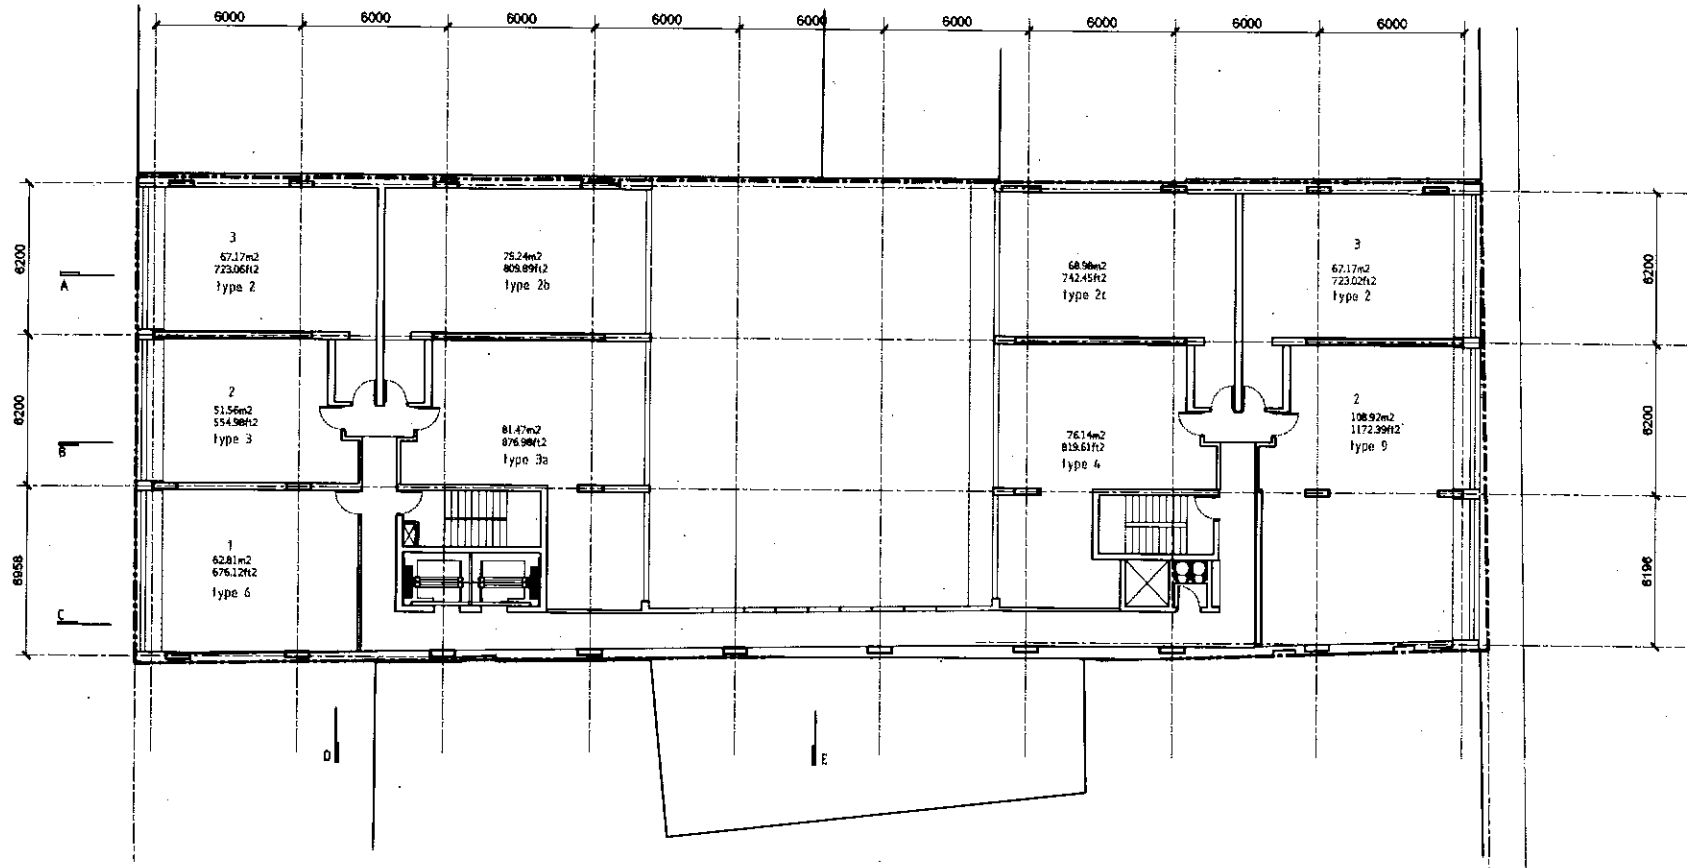 6000 6000 6000 6000 6000 6000 6000 6000 6000
6200
6200
6958
6200
6200
6196
A
B
C
D
E
3
67.17m2
723.06ft2
type 2
75.24m2
809.89ft2
type 2b
68.98m2
742.45ft2
type 2c
3
67.17m2
723.02ft2
type 2
2
51.56m2
554.98ft2
type 3
81.47m2
876.98ft2
type 3a
76.14m2
819.61ft2
type 4
2
108.92m2
1172.39ft2
type 9
1
62.81m2
676.12ft2
type 6